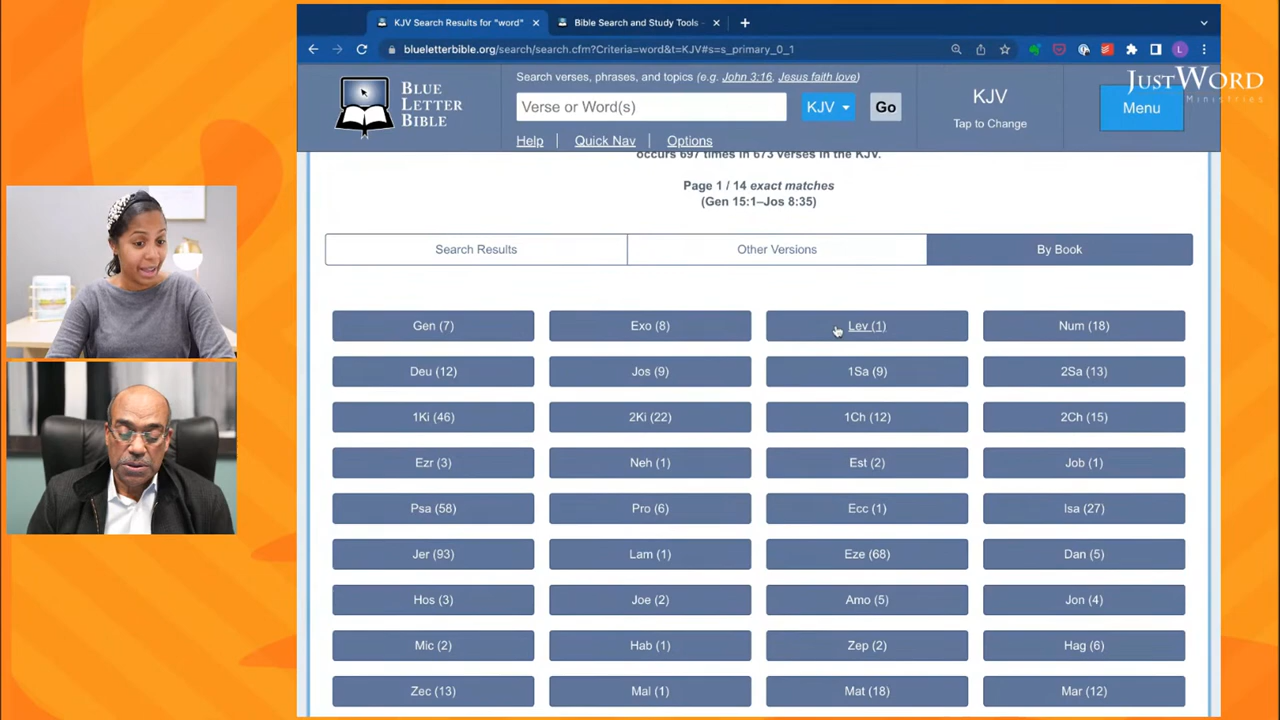 KJV Search Results for "word"
Bible Search and Study Tools -
blueletterbible.org/search/search.cfm?Criteria=word&t=KJV#s=s_primary_0_1
L
JUSTWORD
Ministries
BLUE
LETTER
BIBLE
Search verses, phrases, and topics (e.g. John 3:16, Jesus faith love)
Verse or Word(s)
KJV
Go
Help | Quick Nav | Options
KJV
Tap to Change
Menu
occurs 697 times in 673 verses in the KJV.
Page 1 / 14 exact matches
(Gen 15:1–Jos 8:35)
Search Results Other Versions By Book
Gen (7) Exo (8) Lev (1) Num (18)
Deu (12) Jos (9) 1Sa (9) 2Sa (13)
1Ki (46) 2Ki (22) 1Ch (12) 2Ch (15)
Ezr (3) Neh (1) Est (2) Job (1)
Psa (58) Pro (6) Ecc (1) Isa (27)
Jer (93) Lam (1) Eze (68) Dan (5)
Hos (3) Joe (2) Amo (5) Jon (4)
Mic (2) Hab (1) Zep (2) Hag (6)
Zec (13) Mal (1) Mat (18) Mar (12)